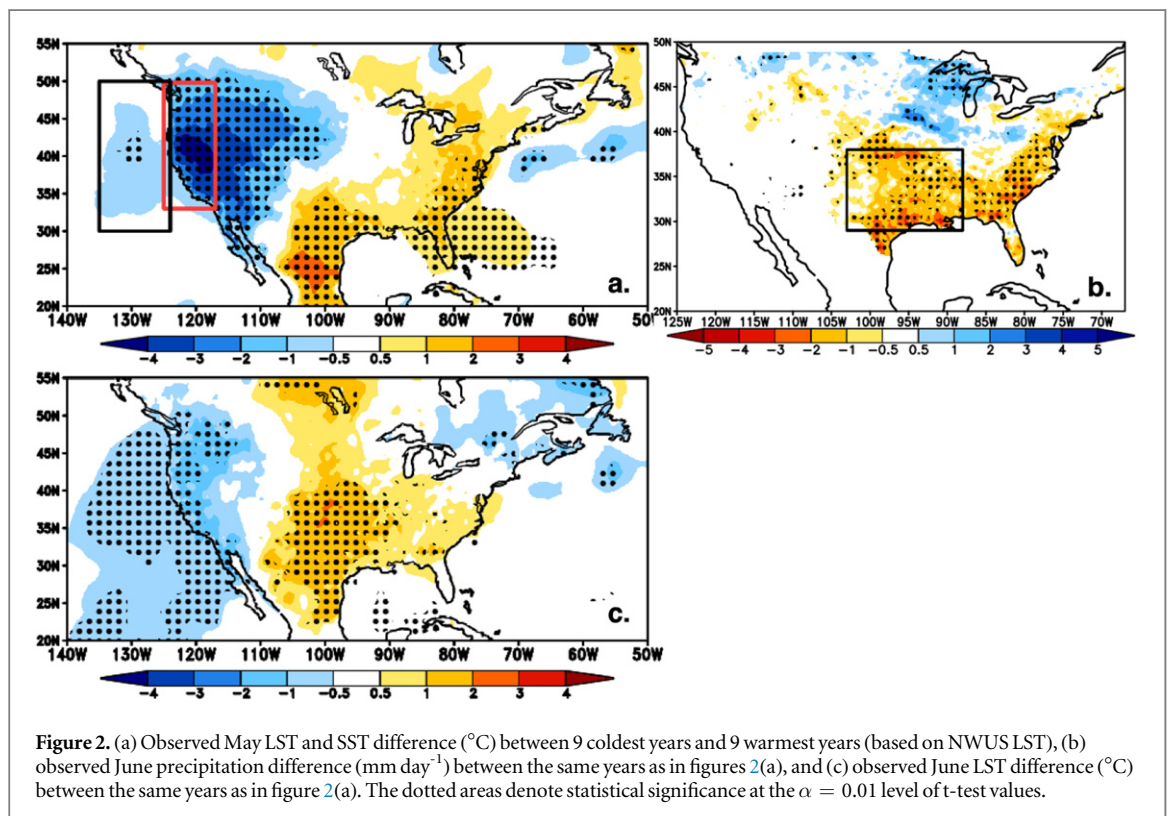 55N
50N
45N
40N
35N
30N
25N
20N
a.
140W 130W 120W 110W 100W 90W 80W 70W 60W 50W
-4 -3 -2 -1 -0.5 0.5 1 2 3 4
50N
45N
40N
35N
30N
25N
20N
b.
125W 120W 115W 110W 105W 100W 95W 90W 85W 80W 75W 70W
-5 -4 -3 -2 -1 -0.5 0.5 1 2 3 4 5
55N
50N
45N
40N
35N
30N
25N
20N
c.
140W 130W 120W 110W 100W 90W 80W 70W 60W 50W
-4 -3 -2 -1 -0.5 0.5 1 2 3 4
Figure 2. (a) Observed May LST and SST difference (°C) between 9 coldest years and 9 warmest years (based on NWUS LST), (b)
observed June precipitation difference (mm day⁻¹) between the same years as in figures 2(a), and (c) observed June LST difference (°C)
between the same years as in figure 2(a). The dotted areas denote statistical significance at the α = 0.01 level of t-test values.